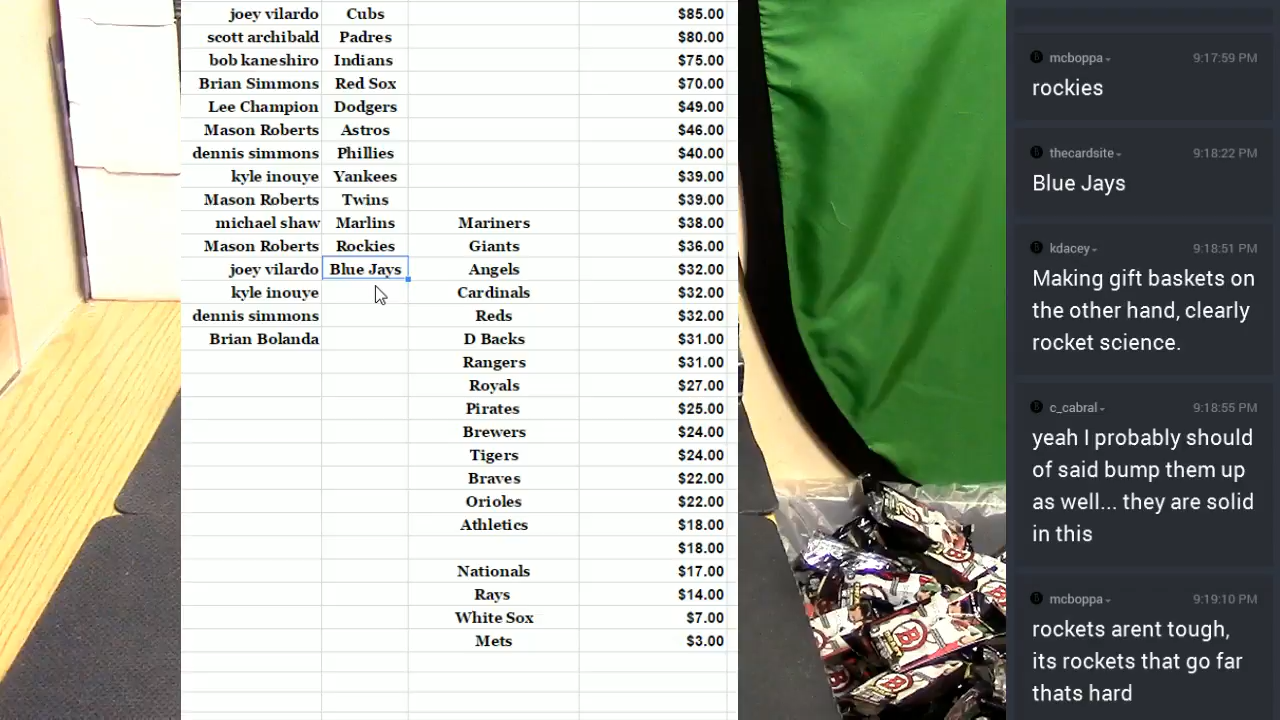 joey vilardo Cubs $85.00
scott archibald Padres $80.00
bob kaneshiro Indians $75.00
Brian Simmons Red Sox $70.00
Lee Champion Dodgers $49.00
Mason Roberts Astros $46.00
dennis simmons Phillies $40.00
kyle inouye Yankees $39.00
Mason Roberts Twins $39.00
michael shaw Marlins Mariners $38.00
Mason Roberts Rockies Giants $36.00
joey vilardo Blue Jays Angels $32.00
kyle inouye Cardinals $32.00
dennis simmons Reds $32.00
Brian Bolanda D Backs $31.00
Rangers $31.00
Royals $27.00
Pirates $25.00
Brewers $24.00
Tigers $24.00
Braves $22.00
Orioles $22.00
Athletics $18.00
$18.00
Nationals $17.00
Rays $14.00
White Sox $7.00
Mets $3.00
mcboppa 9:17:59 PM
rockies
thecardsite 9:18:22 PM
Blue Jays
kdacey 9:18:51 PM
Making gift baskets on
the other hand, clearly
rocket science.
c_cabral 9:18:55 PM
yeah I probably should
of said bump them up
as well... they are solid
in this
mcboppa 9:19:10 PM
rockets arent tough,
its rockets that go far
thats hard